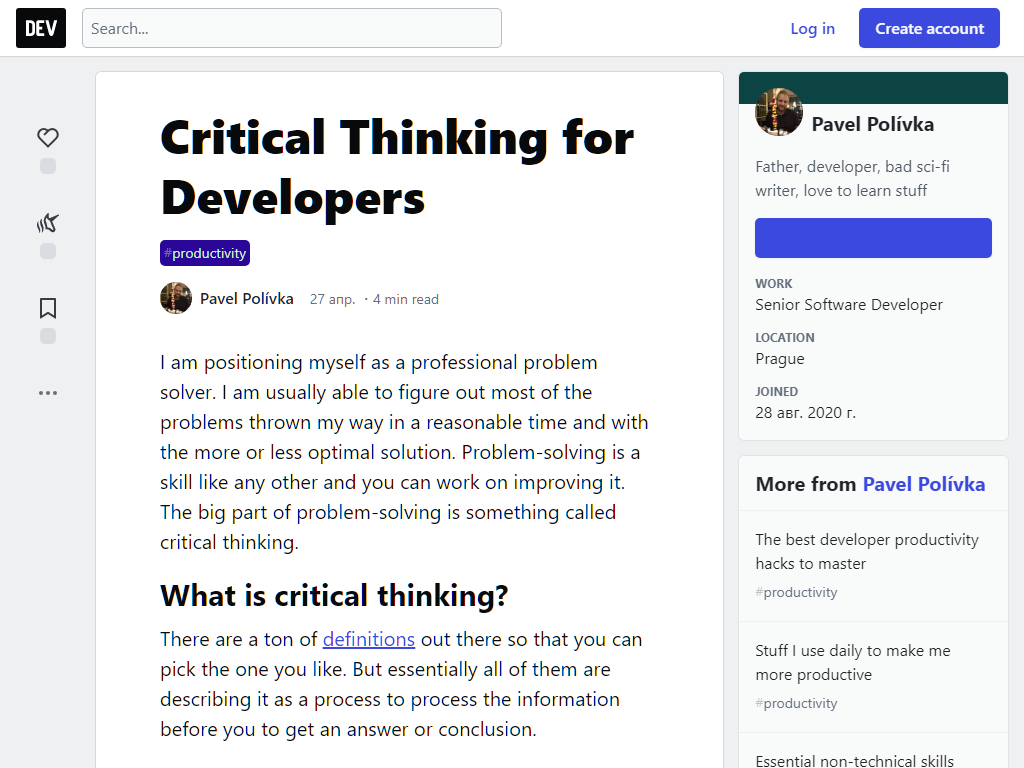 DEV
Search...
Log in
Create account
Critical Thinking for
Developers
#productivity
Pavel Polívka
27 апр. · 4 min read
I am positioning myself as a professional problem
solver. I am usually able to figure out most of the
problems thrown my way in a reasonable time and with
the more or less optimal solution. Problem-solving is a
skill like any other and you can work on improving it.
The big part of problem-solving is something called
critical thinking.
What is critical thinking?
There are a ton of definitions out there so that you can
pick the one you like. But essentially all of them are
describing it as a process to process the information
before you to get an answer or conclusion.
Pavel Polívka
Father, developer, bad sci-fi
writer, love to learn stuff
WORK
Senior Software Developer
LOCATION
Prague
JOINED
28 авг. 2020 г.
More from Pavel Polívka
The best developer productivity
hacks to master
#productivity
Stuff I use daily to make me
more productive
#productivity
Essential non-technical skills